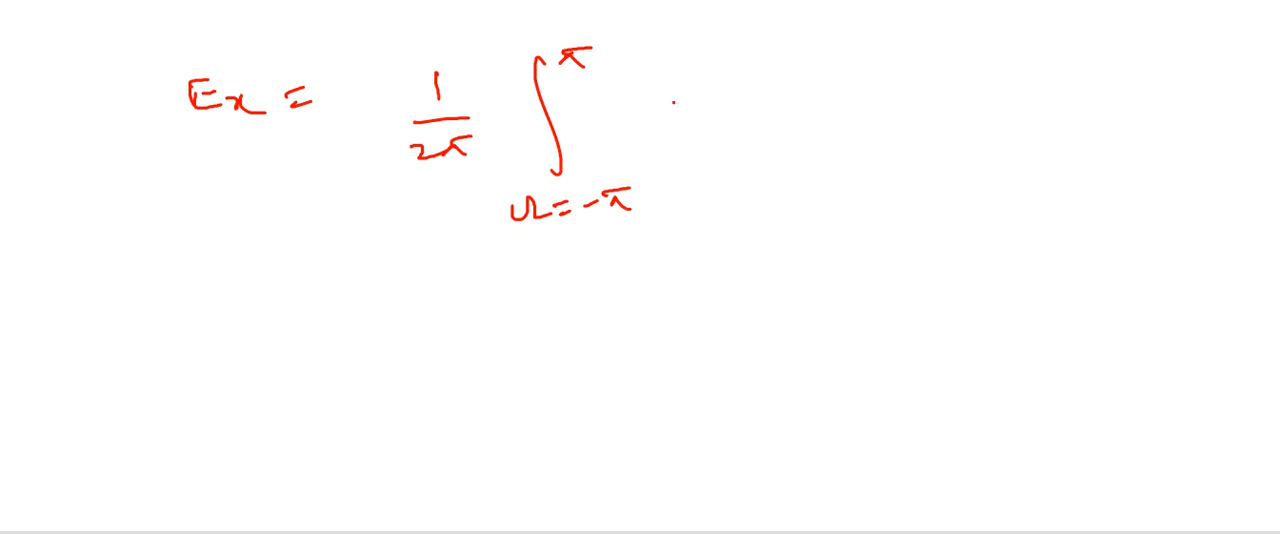 Ex = 1/2π ∫_{Ω=-π}^{π}